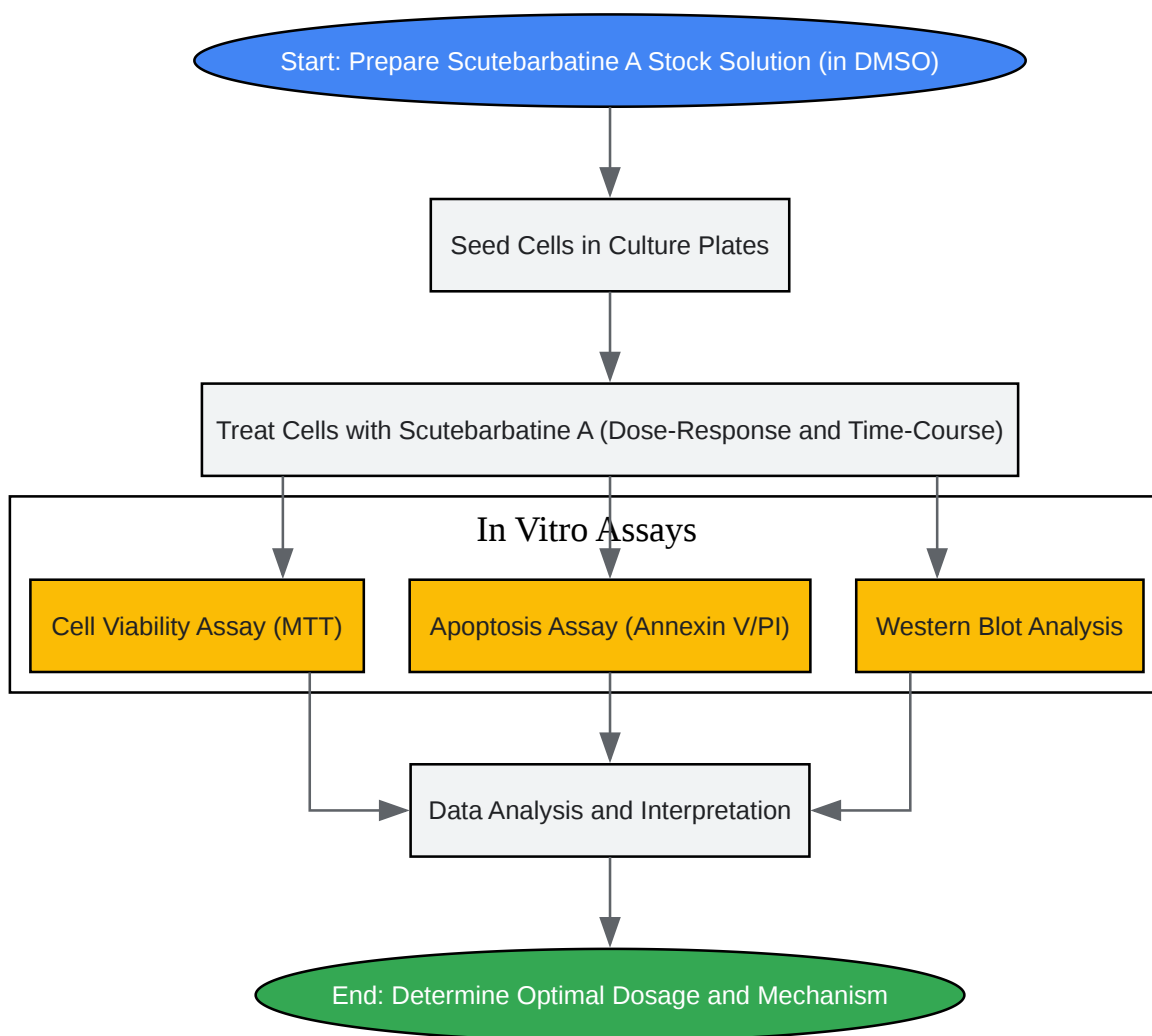 Start: Prepare Scutebarbatine A Stock Solution (in DMSO)
Seed Cells in Culture Plates
Treat Cells with Scutebarbatine A (Dose-Response and Time-Course)
In Vitro Assays
Cell Viability Assay (MTT)
Apoptosis Assay (Annexin V/PI)
Western Blot Analysis
Data Analysis and Interpretation
End: Determine Optimal Dosage and Mechanism